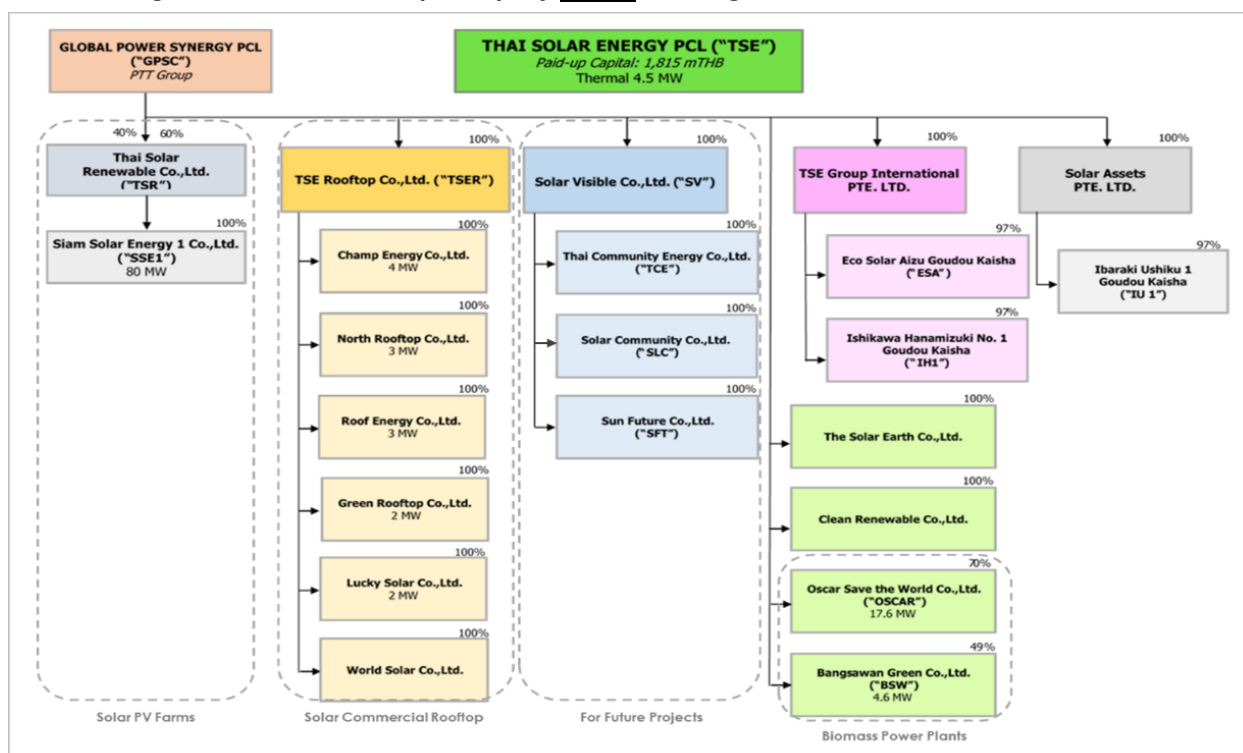 GLOBAL POWER SYNERGY PCL
("GPSC")
PTT Group
THAI SOLAR ENERGY PCL ("TSE")
Paid-up Capital: 1,815 mTHB
Thermal 4.5 MW
40%
60%
Thai Solar
Renewable Co.,Ltd.
("TSR")
100%
Siam Solar Energy 1 Co.,Ltd.
("SSE1")
80 MW
Solar PV Farms
100%
TSE Rooftop Co.,Ltd. ("TSER")
100%
Champ Energy Co.,Ltd.
4 MW
100%
North Rooftop Co.,Ltd.
3 MW
100%
Roof Energy Co.,Ltd.
3 MW
100%
Green Rooftop Co.,Ltd.
2 MW
100%
Lucky Solar Co.,Ltd.
2 MW
100%
World Solar Co.,Ltd.
Solar Commercial Rooftop
100%
Solar Visible Co.,Ltd. ("SV")
100%
Thai Community Energy Co.,Ltd.
("TCE")
100%
Solar Community Co.,Ltd.
("SLC")
100%
Sun Future Co.,Ltd.
("SFT")
For Future Projects
100%
TSE Group International
PTE. LTD.
97%
Eco Solar Aizu Goudou Kaisha
("ESA")
97%
Ishikawa Hanamizuki No. 1
Goudou Kaisha
("IH1")
100%
Solar Assets
PTE. LTD.
97%
Ibaraki Ushiku 1
Goudou Kaisha
("IU 1")
100%
The Solar Earth Co.,Ltd.
100%
Clean Renewable Co.,Ltd.
70%
Oscar Save the World Co.,Ltd.
("OSCAR")
17.6 MW
49%
Bangsawan Green Co.,Ltd.
("BSW")
4.6 MW
Biomass Power Plants